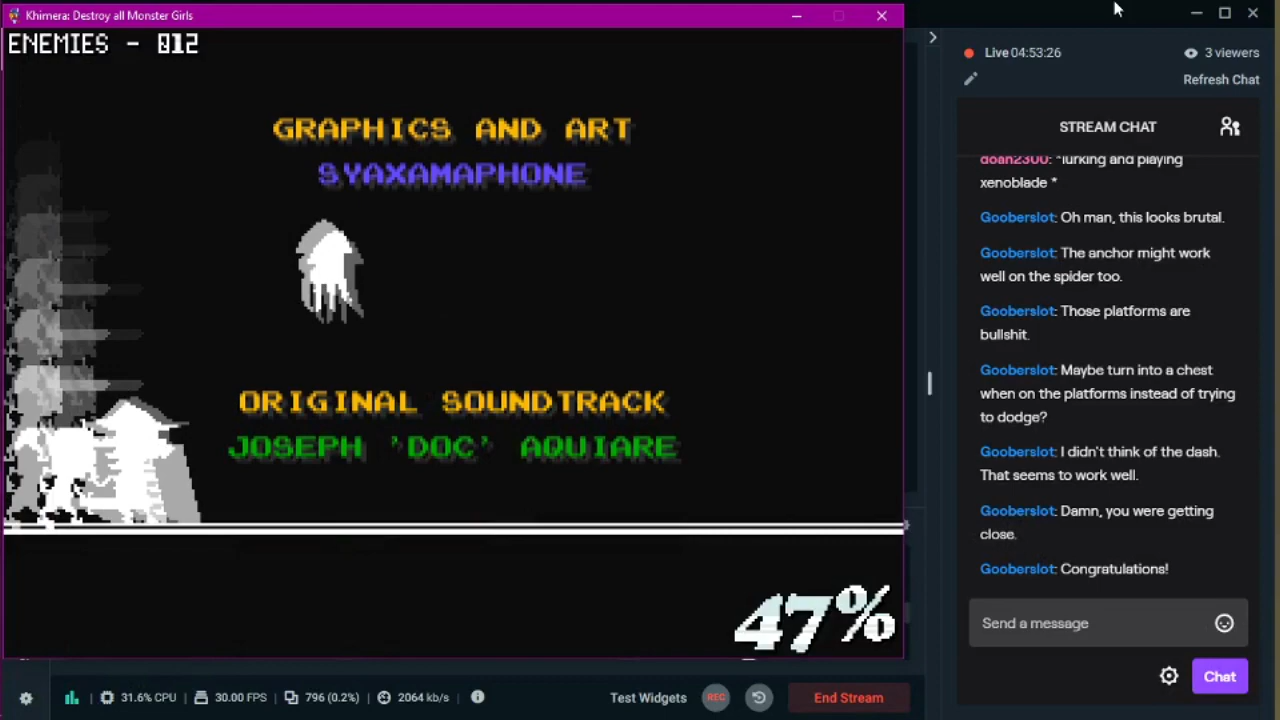 Khimera: Destroy all Monster Girls
ENEMIES - 012
GRAPHICS AND ART
SYAXAMAPHONE
ORIGINAL SOUNDTRACK
JOSEPH 'DOC' AQUIARE
47%
Live 04:53:26
3 viewers
Refresh Chat
STREAM CHAT
doan2300: *lurking and playing
xenoblade *
Gooberslot: Oh man, this looks brutal.
Gooberslot: The anchor might work
well on the spider too.
Gooberslot: Those platforms are
bullshit.
Gooberslot: Maybe turn into a chest
when on the platforms instead of trying
to dodge?
Gooberslot: I didn't think of the dash.
That seems to work well.
Gooberslot: Damn, you were getting
close.
Gooberslot: Congratulations!
Send a message
Chat
31.6% CPU
30.00 FPS
796 (0.2%)
2064 kb/s
Test Widgets
REC
End Stream